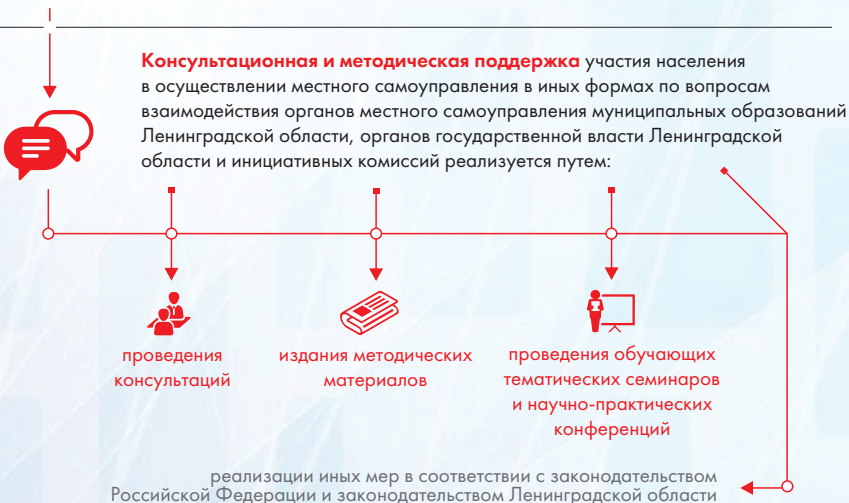 Консультационная и методическая поддержка участия населения
в осуществлении местного самоуправления в иных формах по вопросам
взаимодействия органов местного самоуправления муниципальных образований
Ленинградской области, органов государственной власти Ленинградской
области и инициативных комиссий реализуется путем:
проведения
консультаций
издания методических
материалов
проведения обучающих
тематических семинаров
и научно-практических
конференций
реализации иных мер в соответствии с законодательством
Российской Федерации и законодательством Ленинградской области